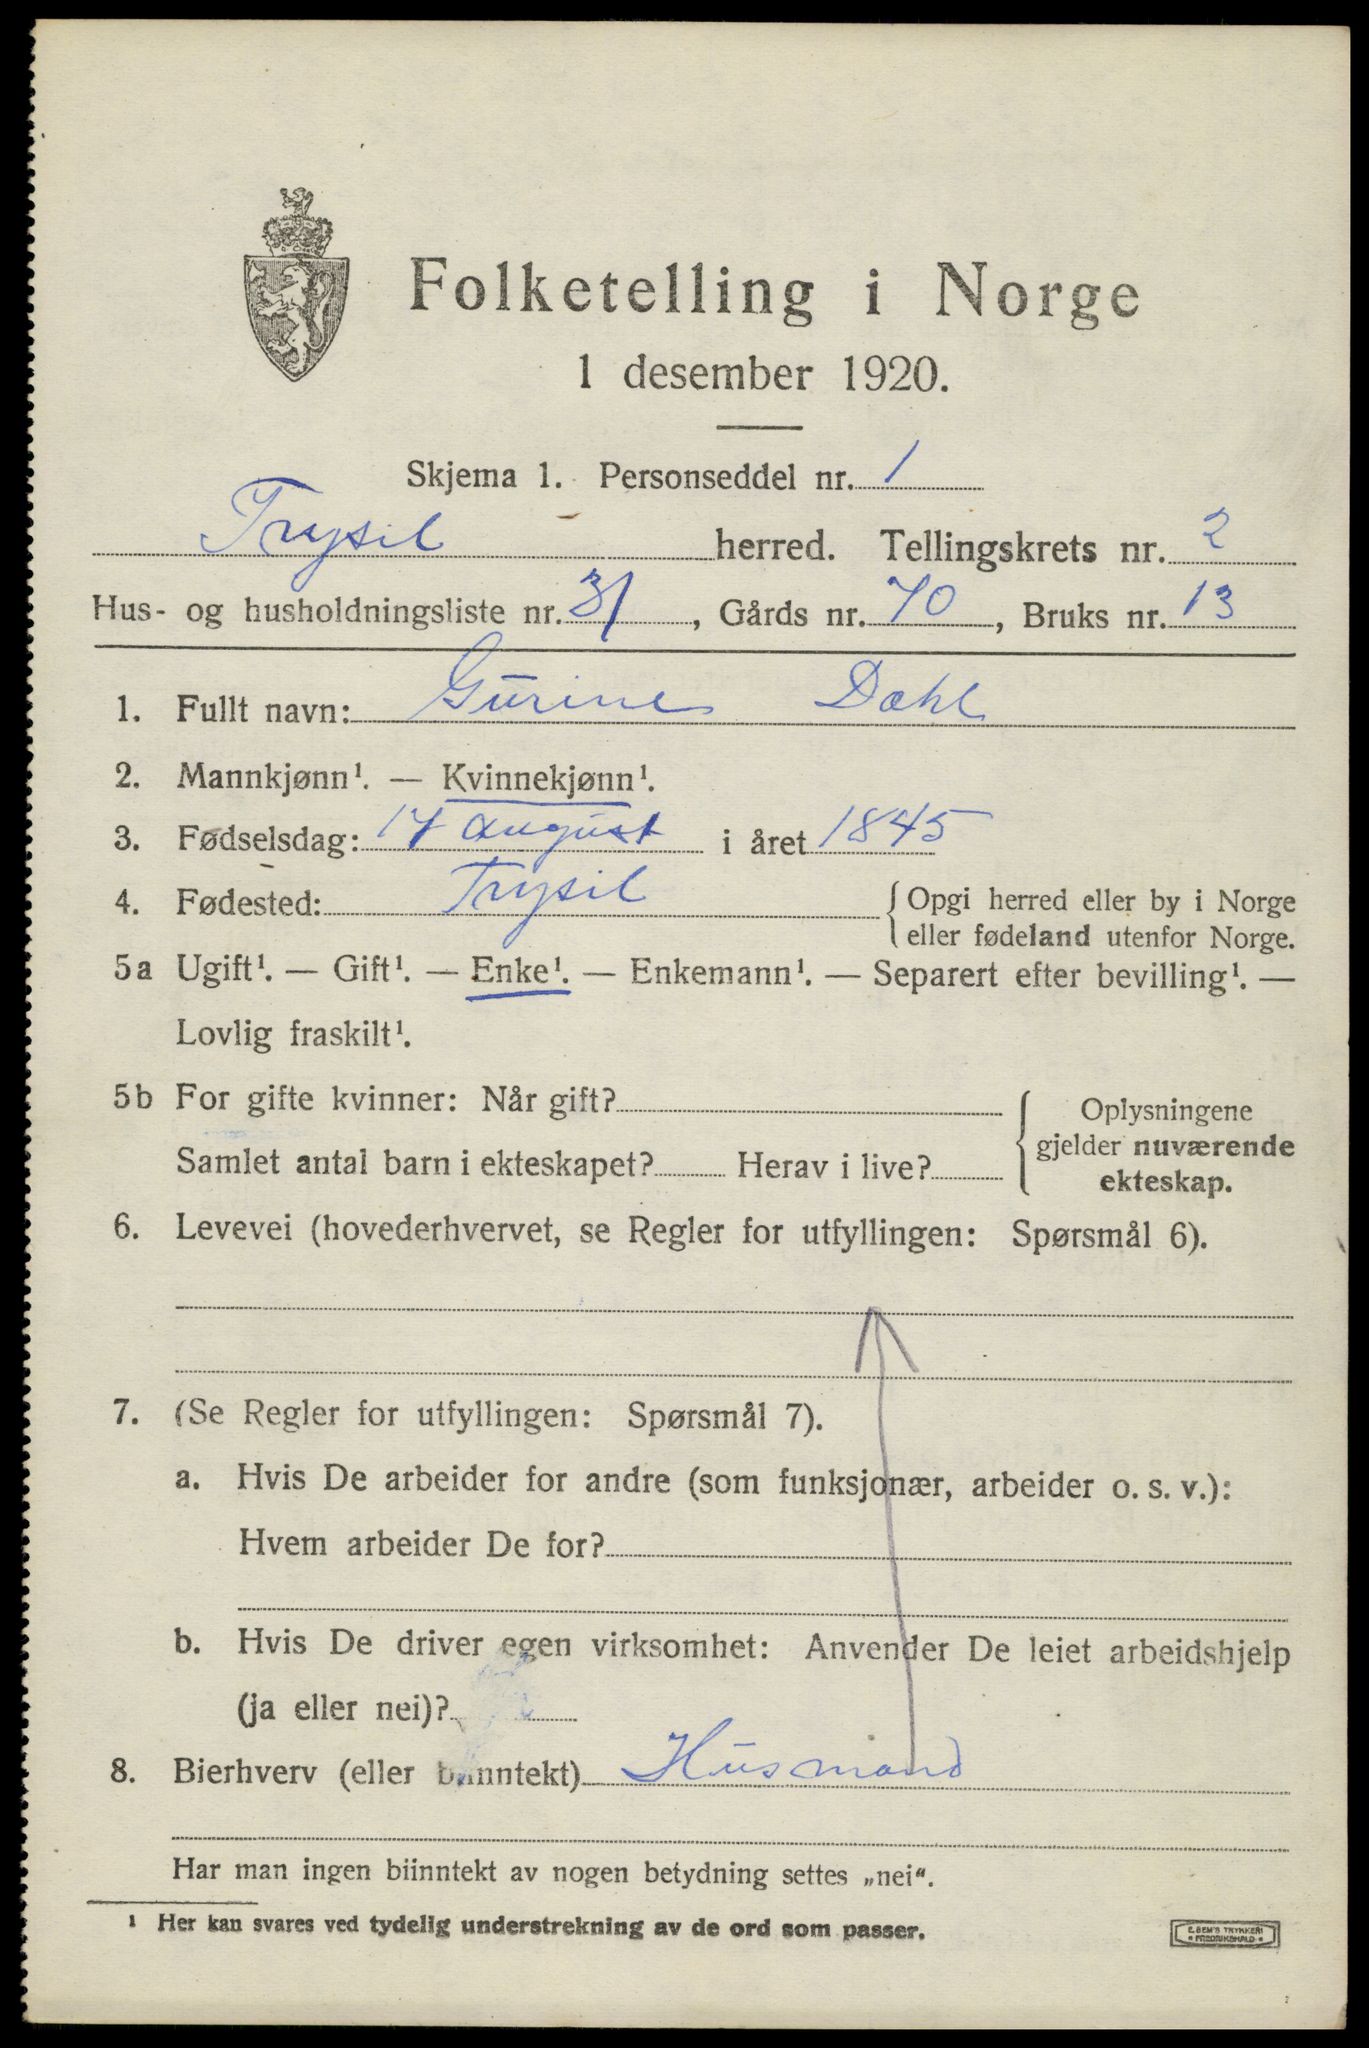 Folketelling i Norge
1 desember 1920.
Skjema 1. Personseddel nr. 1
Trysil herred. Tellingskrets nr. 2
Hus- og husholdningsliste nr. 31, Gårds nr. 70, Bruks nr. 13
1. Fullt navn: Gurine Dahl
2. Mannkjønn¹. — Kvinnekjønn¹.
3. Fødselsdag: 17 august i året 1845
4. Fødested: Trysil {Opgi herred eller by i Norge
eller fødeland utenfor Norge.
5a Ugift¹. — Gift¹. — Enke¹. — Enkemann¹. — Separert efter bevilling¹. —
Lovlig fraskilt¹.
5b For gifte kvinner: Når gift?
Samlet antal barn i ekteskapet? Herav i live?
{Oplysningene
gjelder nuværende
ekteskap.
6. Levevei (hovederhvervet, se Regler for utfyllingen: Spørsmål 6).
7. (Se Regler for utfyllingen: Spørsmål 7).
a. Hvis De arbeider for andre (som funksjonær, arbeider o. s. v.):
Hvem arbeider De for?
b. Hvis De driver egen virksomhet: Anvender De leiet arbeidshjelp
(ja eller nei)?
8. Bierhverv (eller biinntekt) Husmand
Har man ingen biinntekt av nogen betydning settes „nei“.
¹ Her kan svares ved tydelig understrekning av de ord som passer.
E. SEM'S TRYKKERI
• FREDRIKSHALD •